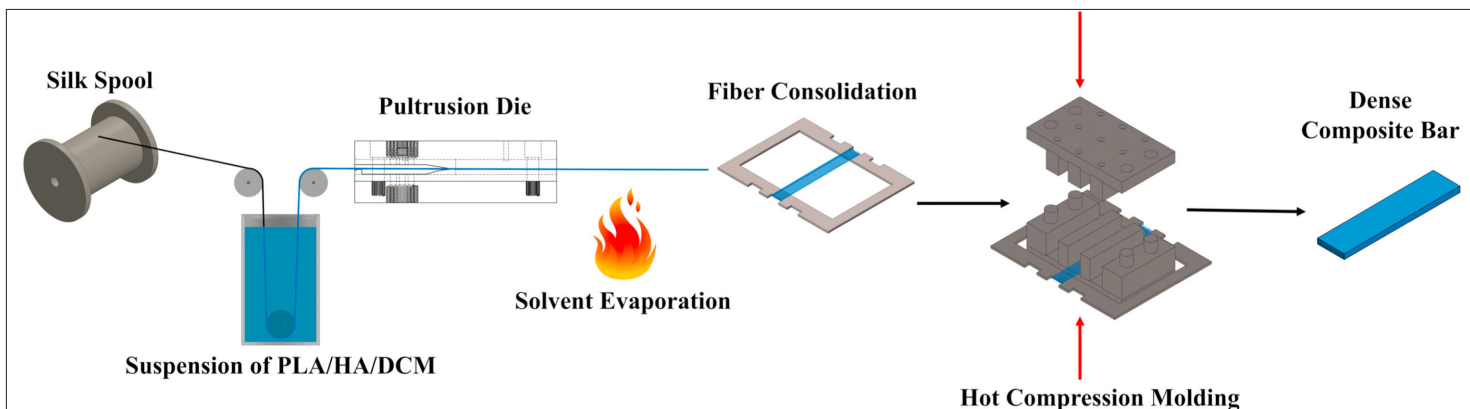 Silk Spool
Pultrusion Die
Fiber Consolidation
Dense
Composite Bar
Solvent Evaporation
Suspension of PLA/HA/DCM
Hot Compression Molding